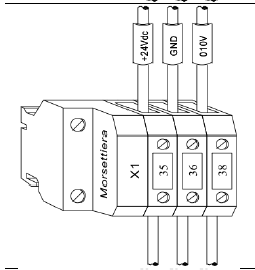 +24Vdc
GND
010V
Morsettiera
X1
35
36
38